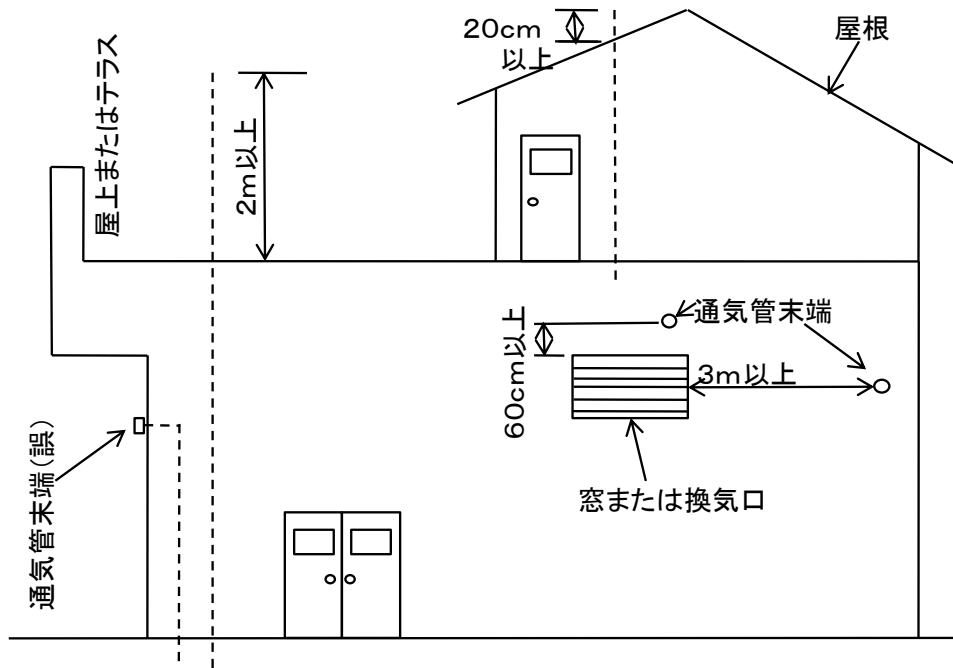 20cm
以上
屋根
屋上またはテラス
2m以上
通気管末端
60cm以上
3m以上
窓または換気口
通気管末端(誤)